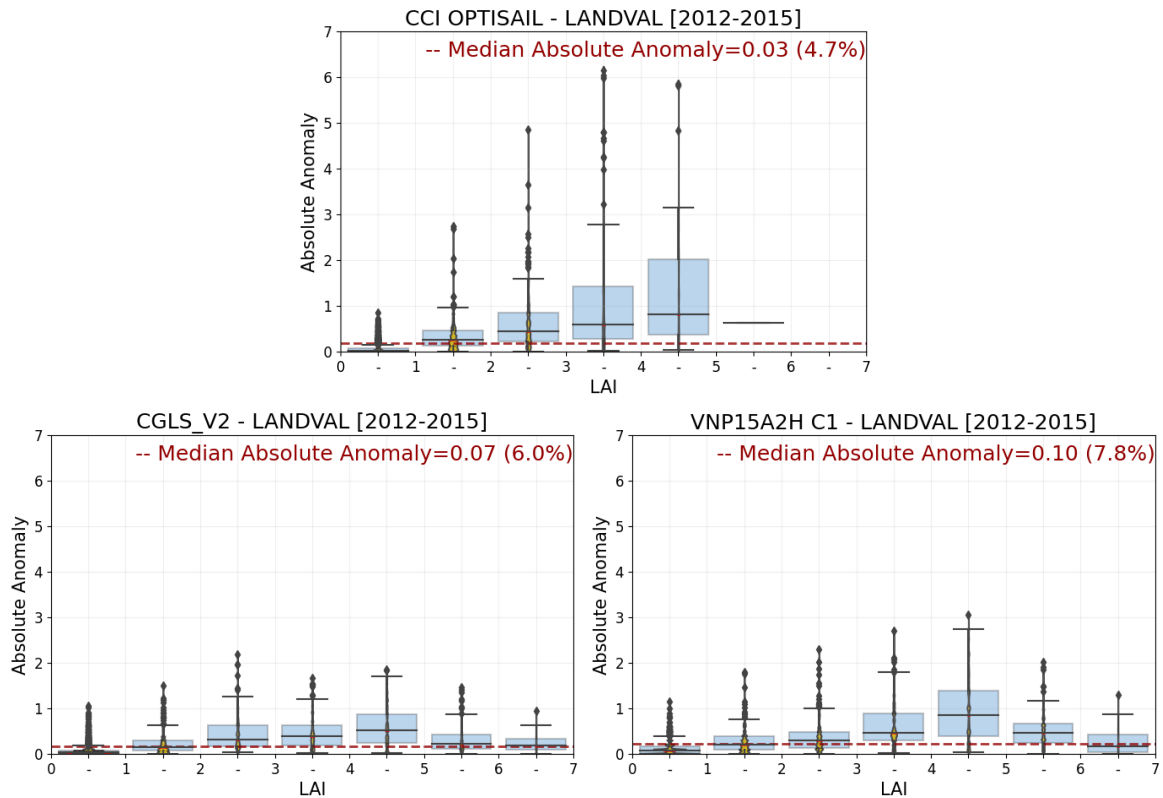 CCI OPTISAIL - LANDVAL [2012-2015]
-- Median Absolute Anomaly=0.03 (4.7%)
7
6
5
4
3
2
1
0
Absolute Anomaly
0 - 1 - 2 - 3 - 4 - 5 - 6 - 7
LAI
CGLS_V2 - LANDVAL [2012-2015]
-- Median Absolute Anomaly=0.07 (6.0%)
7
6
5
4
3
2
1
0
Absolute Anomaly
0 - 1 - 2 - 3 - 4 - 5 - 6 - 7
LAI
VNP15A2H C1 - LANDVAL [2012-2015]
-- Median Absolute Anomaly=0.10 (7.8%)
7
6
5
4
3
2
1
0
Absolute Anomaly
0 - 1 - 2 - 3 - 4 - 5 - 6 - 7
LAI